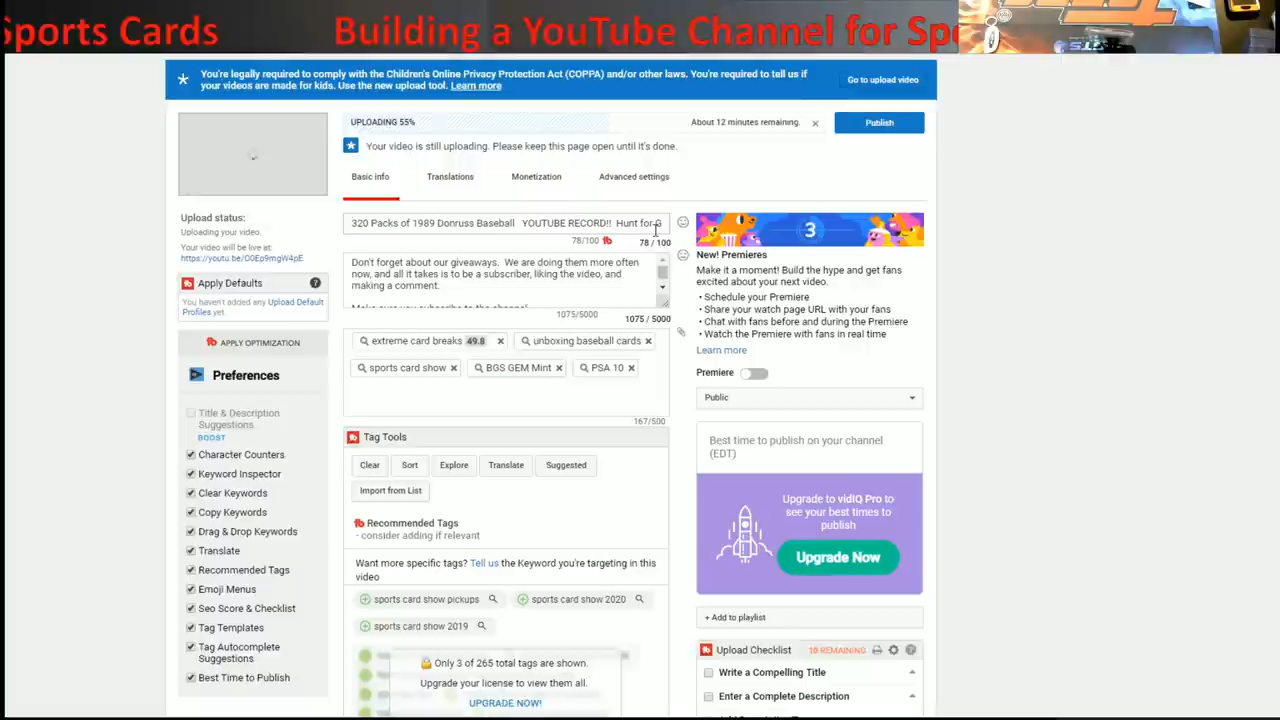 Sports Cards
Building a YouTube Channel for
You're legally required to comply with the Children's Online Privacy Protection Act (COPPA) and/or other laws. You're required to tell us if
your videos are made for kids. Use the new upload tool. Learn more
Go to upload video
UPLOADING 55%
About 12 minutes remaining.
Publish
Your video is still uploading. Please keep this page open until it's done.
Basic info
Translations
Monetization
Advanced settings
Upload status:
Uploading your video.
Your video will be live at:
https://youtu.be/O0Ep9mgW4pE
320 Packs of 1989 Donruss Baseball YOUTUBE RECORD!! Hunt for G
78/100
78 / 100
Apply Defaults
You haven't added any Upload Default
Profiles yet.
Don't forget about our giveaways. We are doing them more often
now, and all it takes is to be a subscriber, liking the video, and
making a comment.
1075/5000
1075 / 5000
APPLY OPTIMIZATION
Preferences
Title & Description
Suggestions.
BOOST
Character Counters
Keyword Inspector
Clear Keywords
Copy Keywords
Drag & Drop Keywords
Translate
Recommended Tags
Emoji Menus
Seo Score & Checklist
Tag Templates
Tag Autocomplete
Suggestions
Best Time to Publish
extreme card breaks 49.8
unboxing baseball cards
sports card show
BGS GEM Mint
PSA 10
167/500
Tag Tools
Clear
Sort
Explore
Translate
Suggested
Import from List
Recommended Tags
- consider adding if relevant
Want more specific tags? Tell us the Keyword you're targeting in this
video
sports card show pickups
sports card show 2020
sports card show 2019
Only 3 of 265 total tags are shown.
Upgrade your license to view them all.
UPGRADE NOW!
3
New! Premieres
Make it a moment! Build the hype and get fans
excited about your next video.
• Schedule your Premiere
• Share your watch page URL with your fans
• Chat with fans before and during the Premiere
• Watch the Premiere with fans in real time
Learn more
Premiere
Public
Best time to publish on your channel
(EDT)
Upgrade to vidIQ Pro to
see your best times to
publish
Upgrade Now
+ Add to playlist
Upload Checklist
10 REMAINING
Write a Compelling Title
Enter a Complete Description